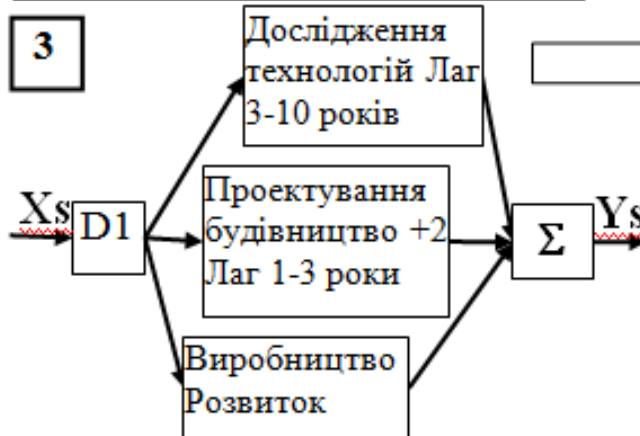 3
Дослідження
технологій Лаг
3-10 років
Xs
D1
Проектування
будівництво +2
Лаг 1-3 роки
Σ
Ys
Виробництво
Розвиток